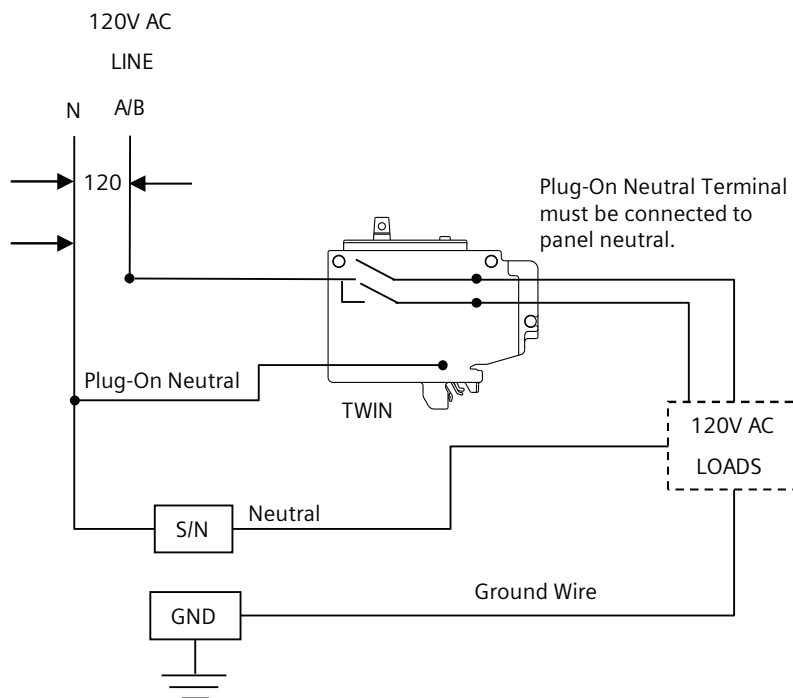 120V AC
LINE
N
A/B
120
Plug-On Neutral Terminal
must be connected to
panel neutral.
Plug-On Neutral
TWIN
120V AC
LOADS
S/N
Neutral
Ground Wire
GND